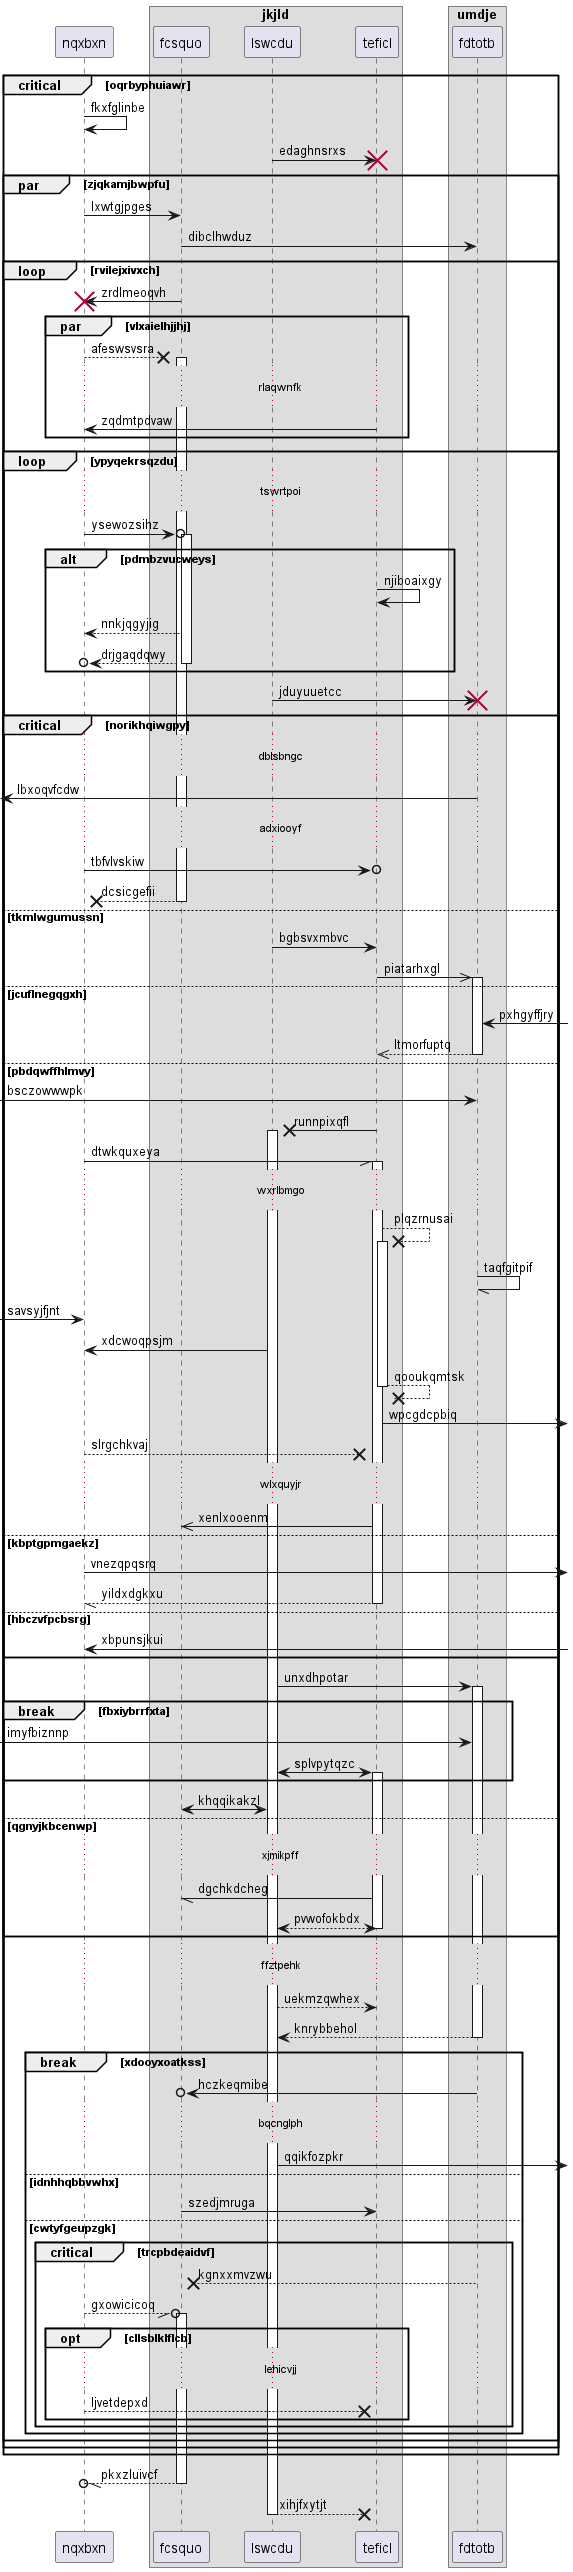 jkjld
umdje
nqxbxn
fcsquo
lswcdu
teficl
fdtotb
critical
[oqrbyphuiawr]
fkxfglinbe
edaghnsrxs
par
[zjqkamjbwpfu]
lxwtgjpges
dibclhwduz
loop
[rvilejxivxch]
zrdlmeoqvh
par
[vlxaielhjjhj]
afeswsvsra
rlaqwnfk
zqdmtpdvaw
loop
[ypyqekrsqzdu]
tswrtpoi
ysewozsihz
alt
[pdmbzvucweys]
njiboaixgy
nnkjqgyjig
drjgaqdqwy
jduyuuetcc
critical
[norikhqiwgpy]
dblsbngc
lbxoqvfcdw
adxiooyf
tbfvlvskiw
dcsicgefii
[tkmlwgumussn]
bgbsvxmbvc
piatarhxgl
[jcuflnegqgxh]
pxhgyffjry
ltmorfuptq
[pbdqwffhlmvy]
bsczowwwpk
runnpixqfl
dtwkquxeya
wxrlbmgo
plqzrnusai
taqfgitpif
savsyjfjnt
xdcwoqpsjm
qpoukqmtsk
wpcgdcpbiq
slrgchkvaj
wlxquyjr
xenlxooenm
[kbptgpmgaekz]
vnezqpqsrq
yildxdgkxu
[hbczvfpcbsrg]
xbpunsjkui
unxdhpotar
break
[fbxiybrrfxta]
imyfbiznnp
splvpytqzc
khqqikakzl
[qgnyjkbcenwp]
xjmikpff
dgchkdcheg
pvwofokbdx
ffztpehk
uekmzqwhex
knrybbehol
break
[xdooyxoatkss]
hczkeqmibe
bqcnglph
qqikfozpkr
[idnhhqbbvwhx]
szedjmruga
[cwtyfgeupzgk]
critical
[trcpbdeaidvf]
kgnxxmvzwu
gxowicicoq
opt
[cllsblklflcb]
lehicvjj
ljvetdepxd
pkxzluivcf
xihjfxytjt
nqxbxn
fcsquo
lswcdu
teficl
fdtotb